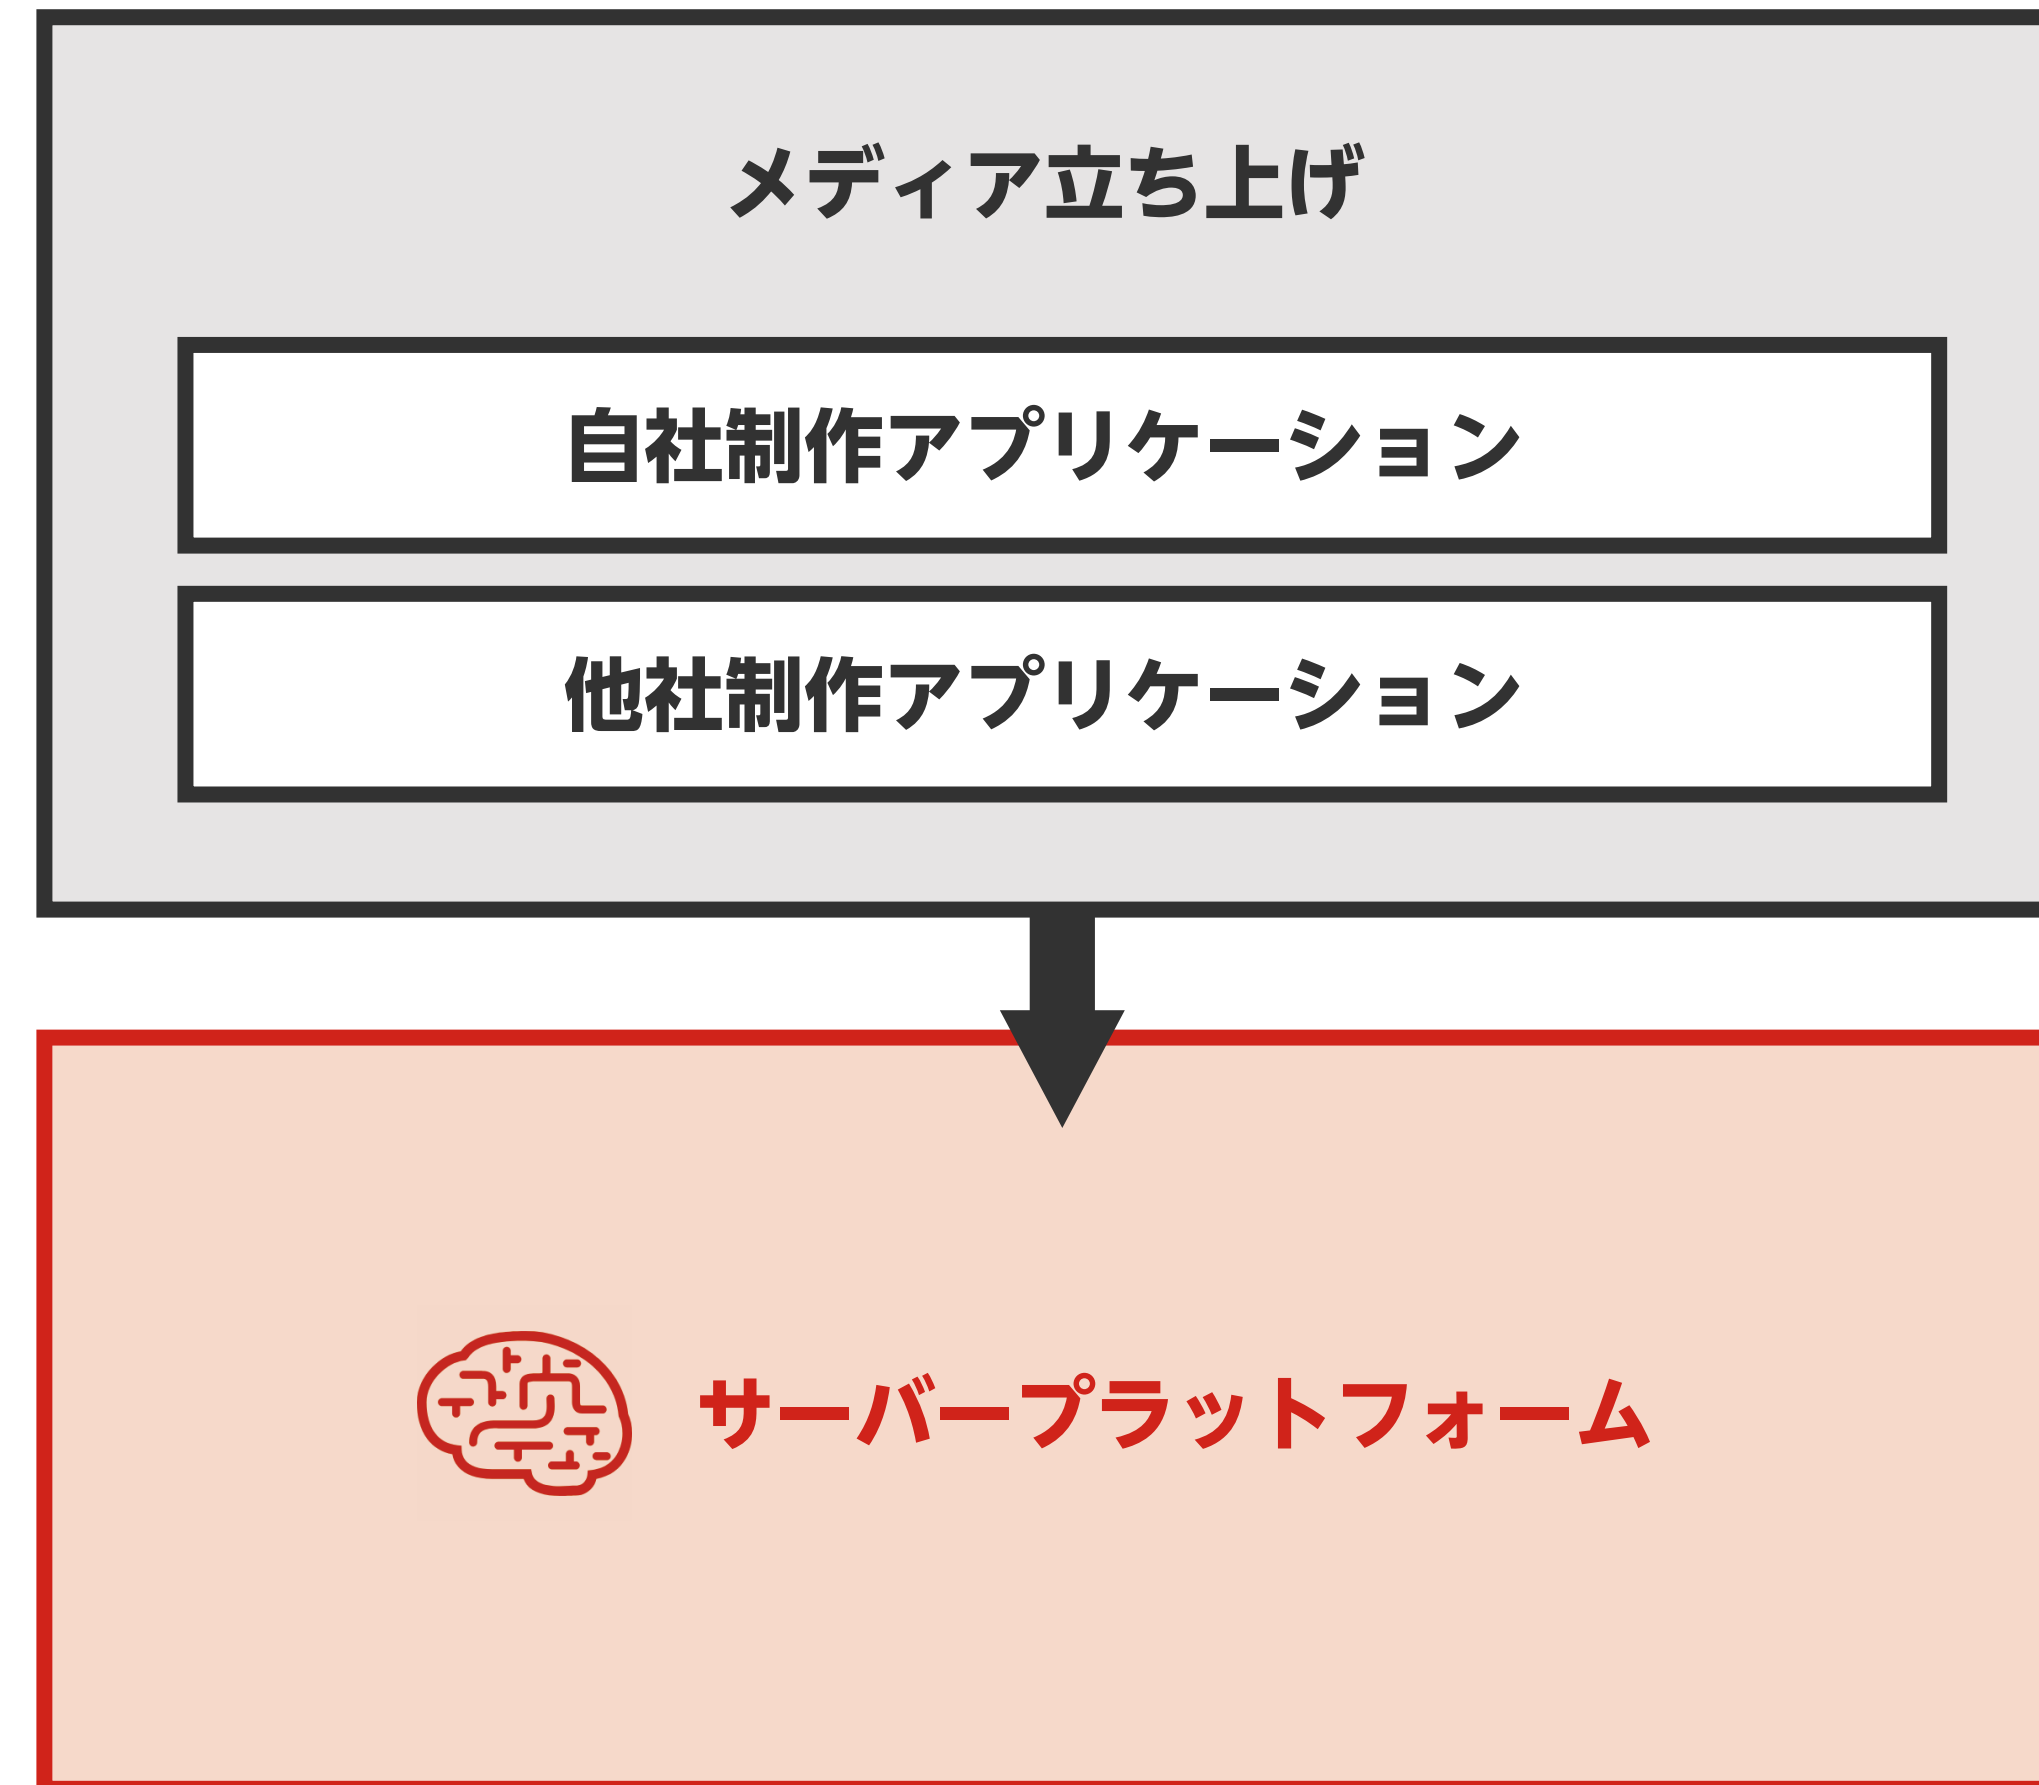 メディア立ち上げ
自社制作アプリケーション
他社制作アプリケーション
サーバープラットフォーム